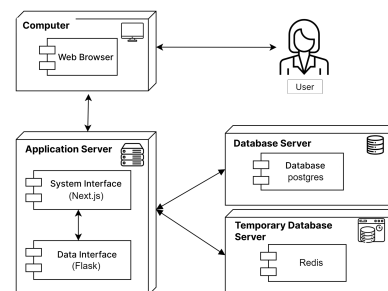 Computer
Web Browser
User
Application Server
System Interface
(Next.js)
Data Interface
(Flask)
Database Server
Database
postgres
Temporary Database
Server
Redis